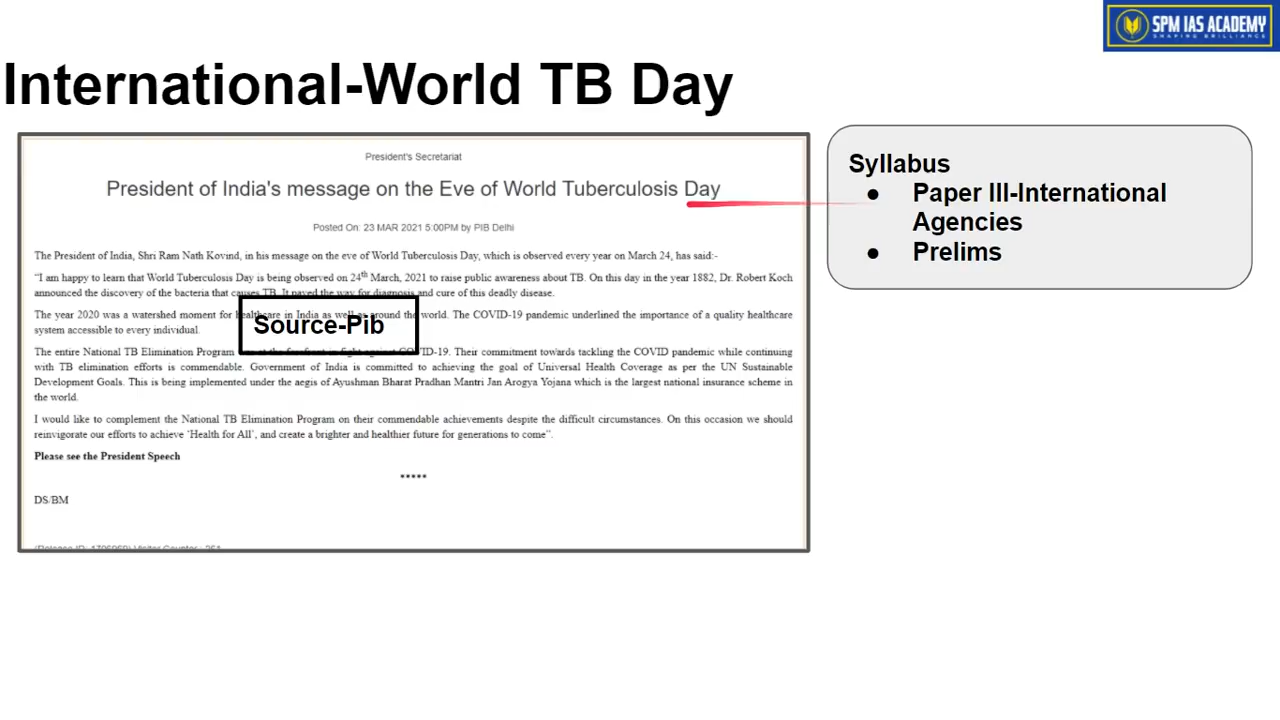 SPM IAS ACADEMY
SHAPING BRILLIANCE
International-World TB Day
President's Secretariat
President of India's message on the Eve of World Tuberculosis Day
Posted On: 23 MAR 2021 5:00PM by PIB Delhi
The President of India, Shri Ram Nath Kovind, in his message on the eve of World Tuberculosis Day, which is observed every year on March 24, has said:-
“I am happy to learn that World Tuberculosis Day is being observed on 24th March, 2021 to raise public awareness about TB. On this day in the year 1882, Dr. Robert Koch
announced the discovery of the bacteria that causes TB. It paved the way for diagnosis and cure of this deadly disease.
The year 2020 was a watershed moment for healthcare in India as well as around the world. The COVID-19 pandemic underlined the importance of a quality healthcare
system accessible to every individual.
Source-Pib
The entire National TB Elimination Program was at the forefront in fight against COVID-19. Their commitment towards tackling the COVID pandemic while continuing
with TB elimination efforts is commendable. Government of India is committed to achieving the goal of Universal Health Coverage as per the UN Sustainable
Development Goals. This is being implemented under the aegis of Ayushman Bharat Pradhan Mantri Jan Arogya Yojana which is the largest national insurance scheme in
the world.
I would like to complement the National TB Elimination Program on their commendable achievements despite the difficult circumstances. On this occasion we should
reinvigorate our efforts to achieve ‘Health for All’, and create a brighter and healthier future for generations to come”.
Please see the President Speech
*****
DS/BM
Visitor Counter : 251
Syllabus
● Paper III-International
Agencies
● Prelims